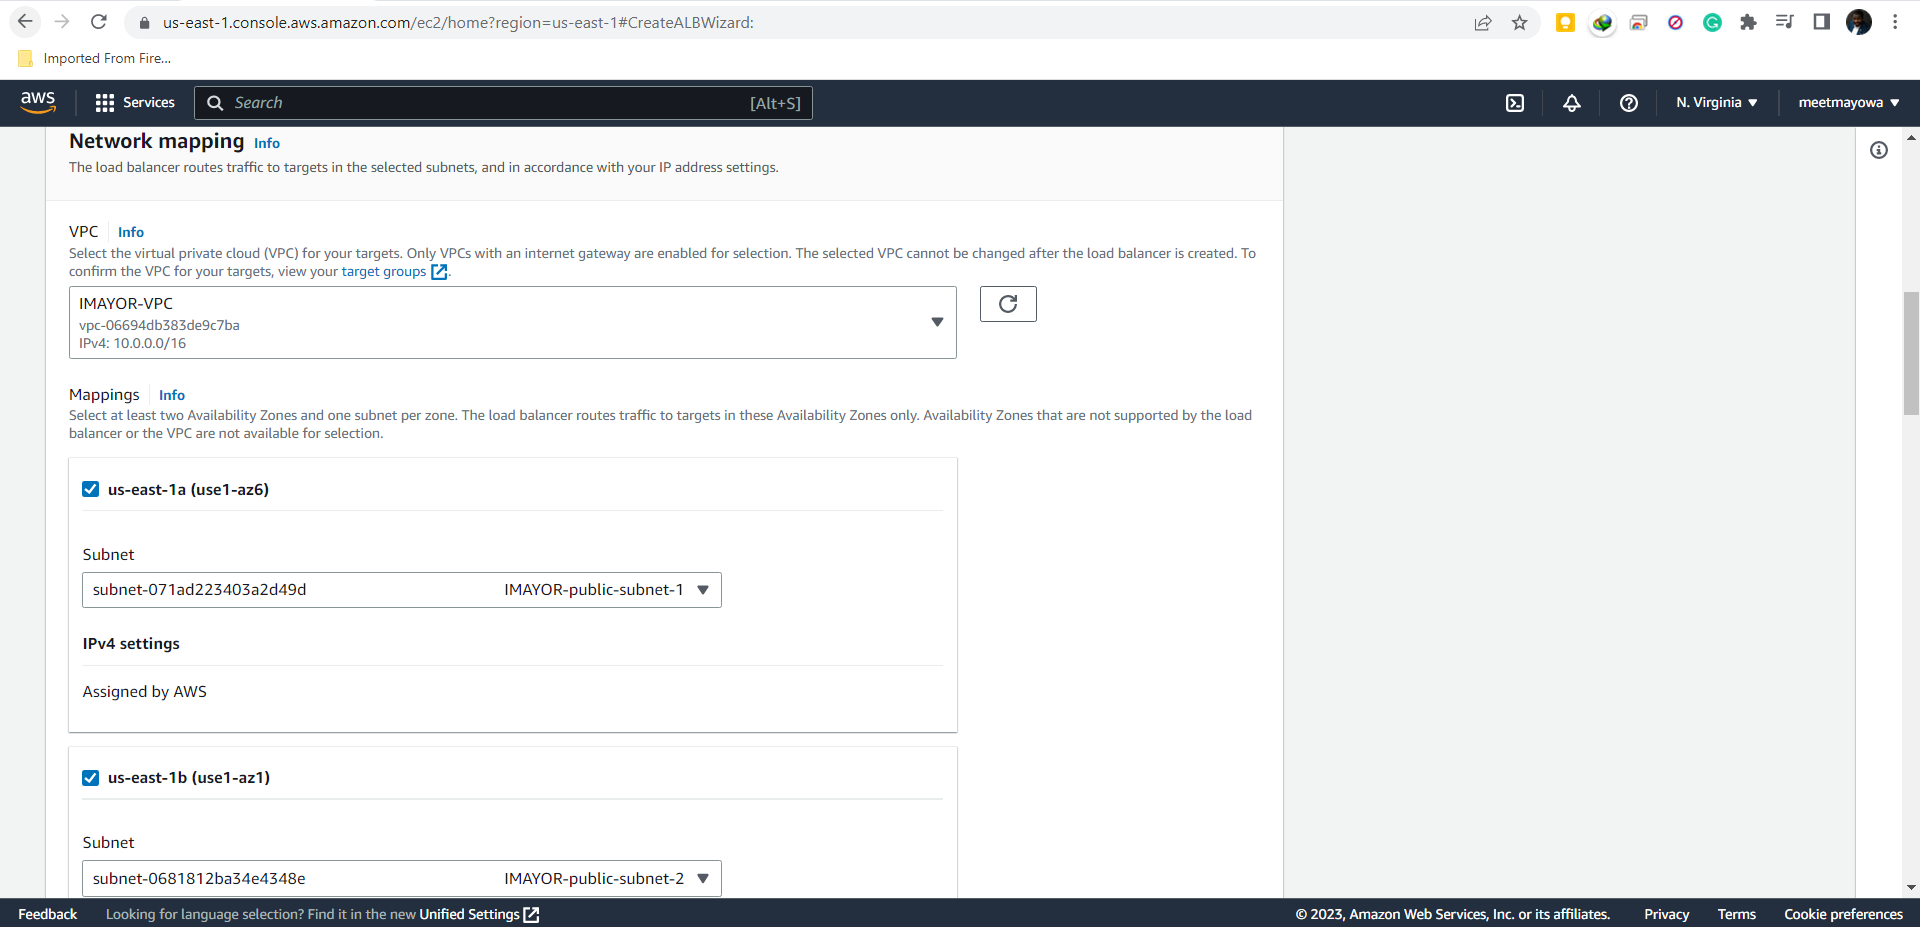 us-east-1.console.aws.amazon.com/ec2/home?region=us-east-1#CreateALBWizard:
Imported From Fire...
aws Services Search [Alt+S] N. Virginia ▼ meetmayowa ▼
Network mapping Info
The load balancer routes traffic to targets in the selected subnets, and in accordance with your IP address settings.
VPC Info
Select the virtual private cloud (VPC) for your targets. Only VPCs with an internet gateway are enabled for selection. The selected VPC cannot be changed after the load balancer is created. To
confirm the VPC for your targets, view your target groups.
IMAYOR-VPC
vpc-06694db383de9c7ba
IPv4: 10.0.0.0/16
Mappings Info
Select at least two Availability Zones and one subnet per zone. The load balancer routes traffic to targets in these Availability Zones only. Availability Zones that are not supported by the load
balancer or the VPC are not available for selection.
us-east-1a (use1-az6)
Subnet
subnet-071ad223403a2d49d IMAYOR-public-subnet-1
IPv4 settings
Assigned by AWS
us-east-1b (use1-az1)
Subnet
subnet-0681812ba34e4348e IMAYOR-public-subnet-2
Feedback Looking for language selection? Find it in the new Unified Settings © 2023, Amazon Web Services, Inc. or its affiliates. Privacy Terms Cookie preferences